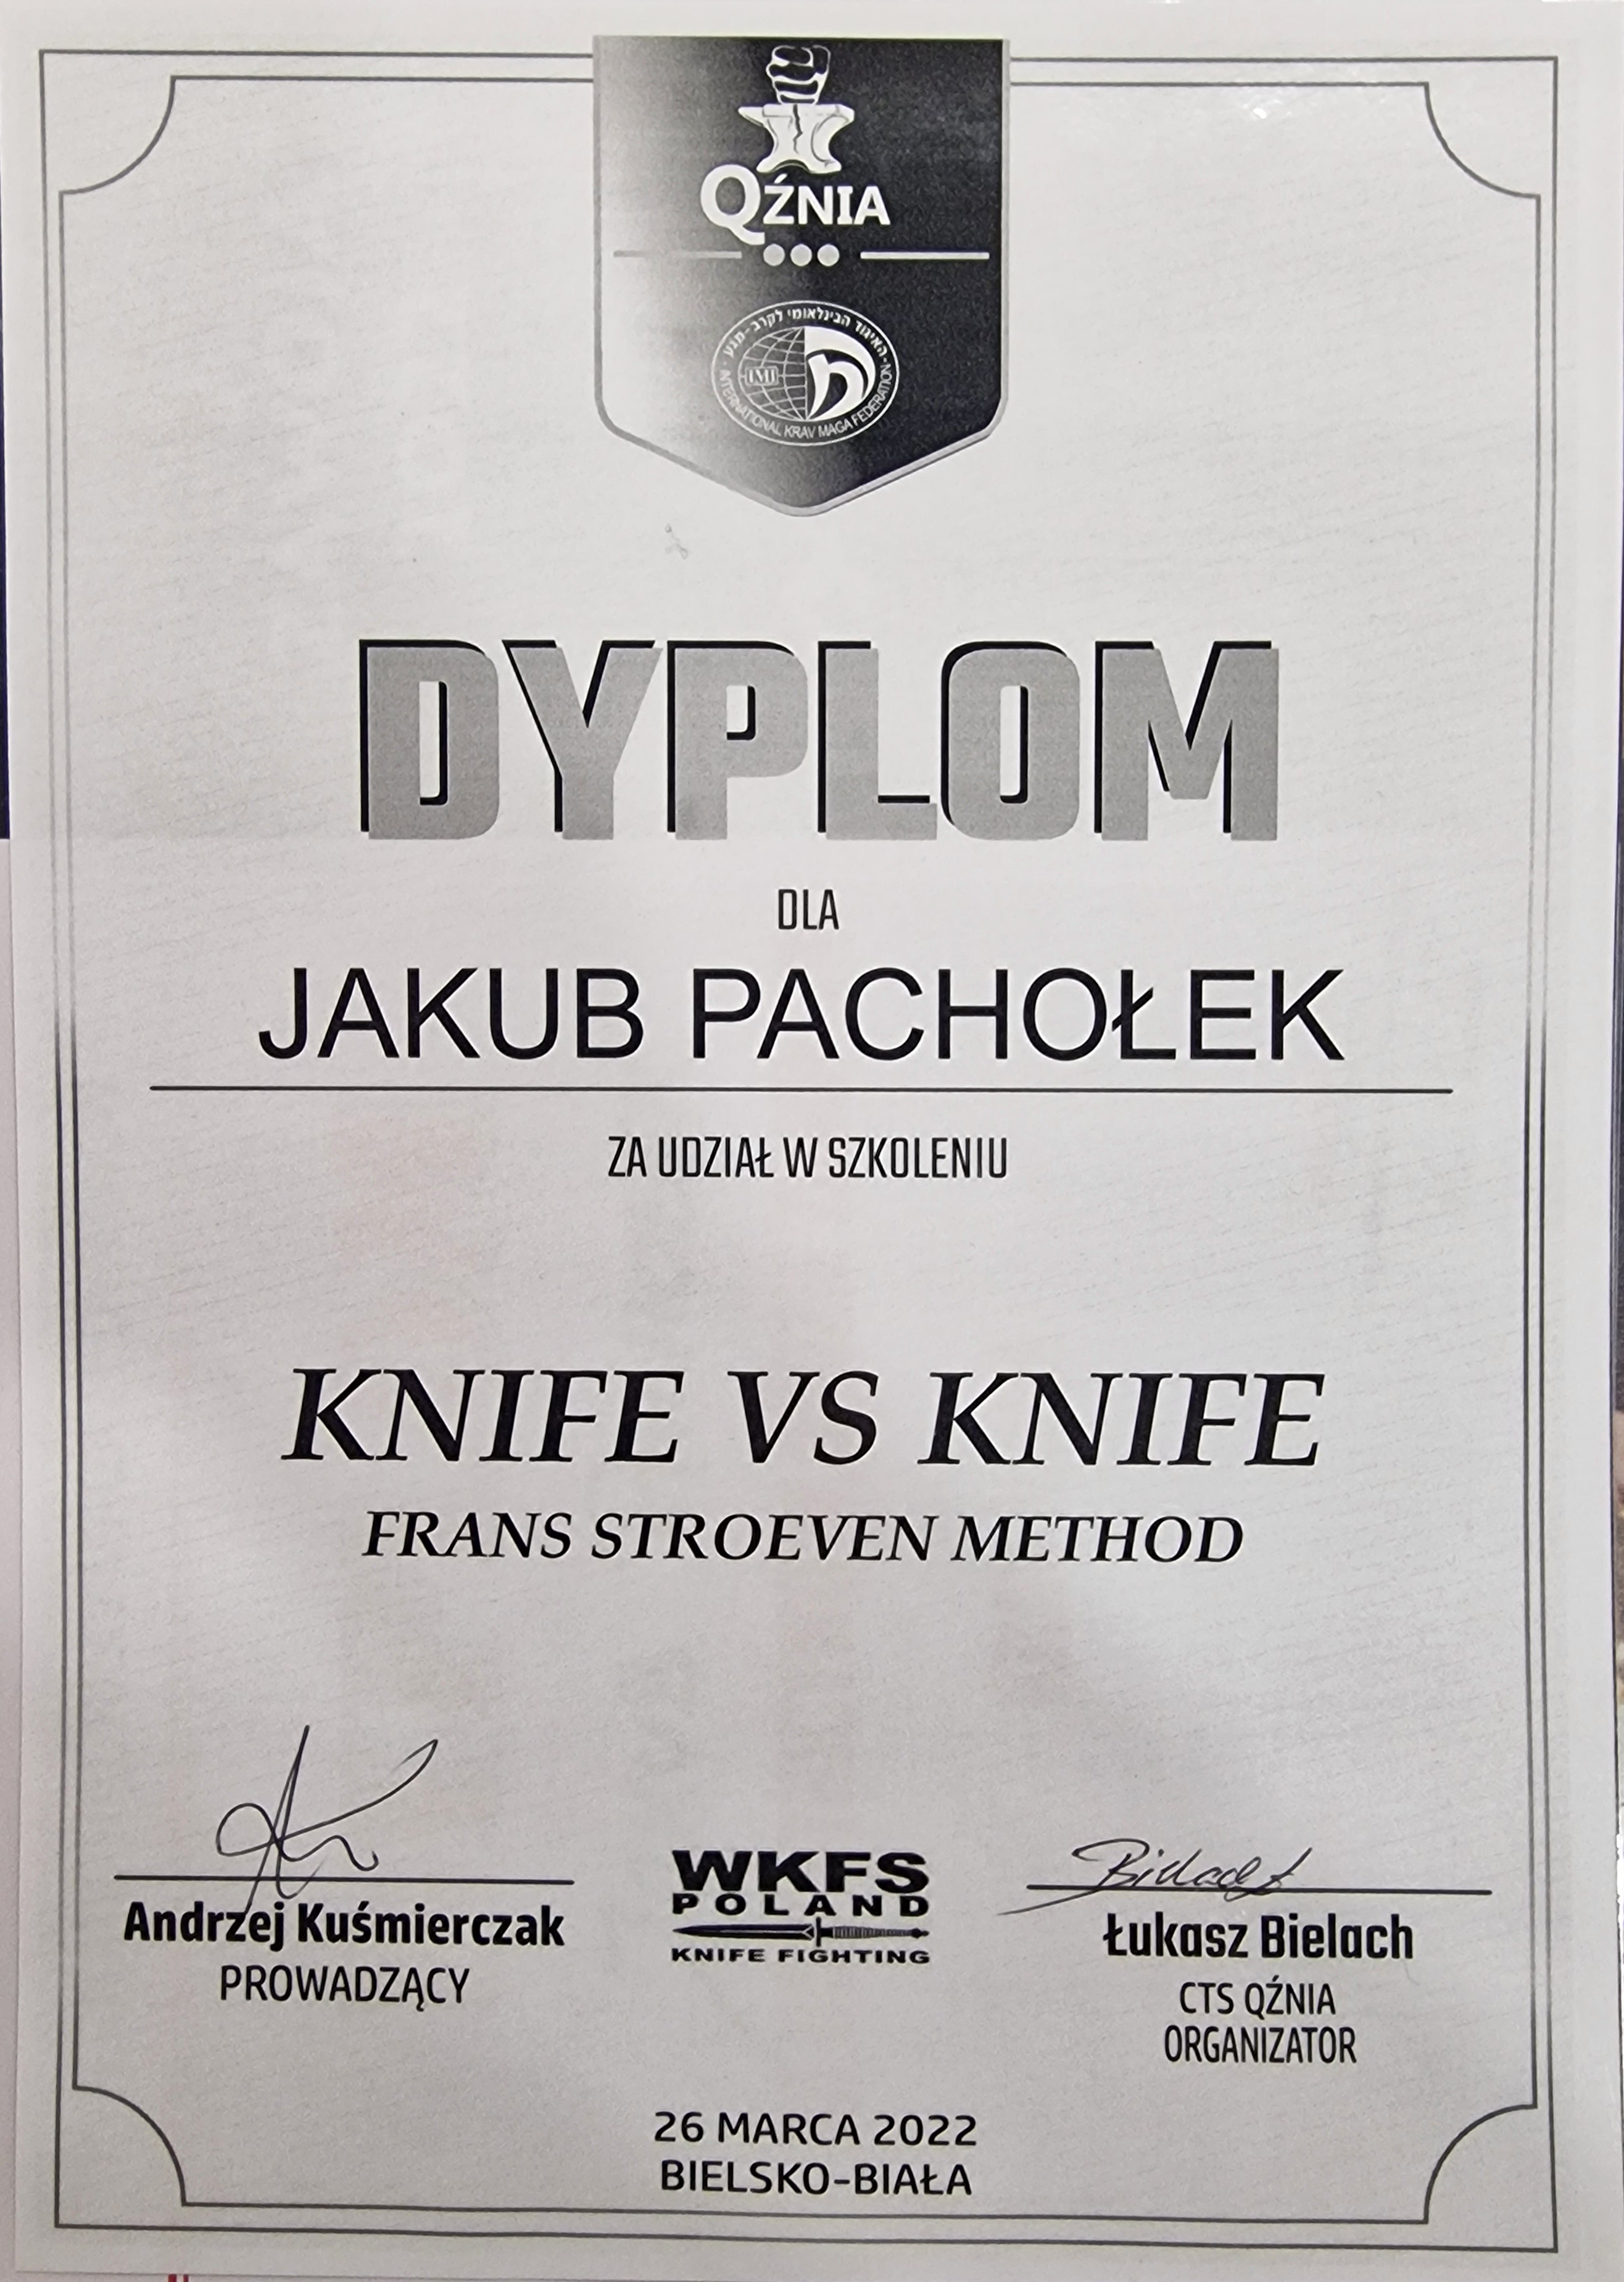 QŹNIA
האיגוד הבינלאומי לקרב-מגע
IMI
INTERNATIONAL KRAV MAGA FEDERATION
DYPLOM
DLA
JAKUB PACHOŁEK
ZA UDZIAŁ W SZKOLENIU
KNIFE VS KNIFE
FRANS STROEVEN METHOD
Andrzej Kuśmierczak
PROWADZĄCY
WKFS
POLAND
KNIFE FIGHTING
Łukasz Bielach
CTS QŹNIA
ORGANIZATOR
26 MARCA 2022
BIELSKO-BIAŁA